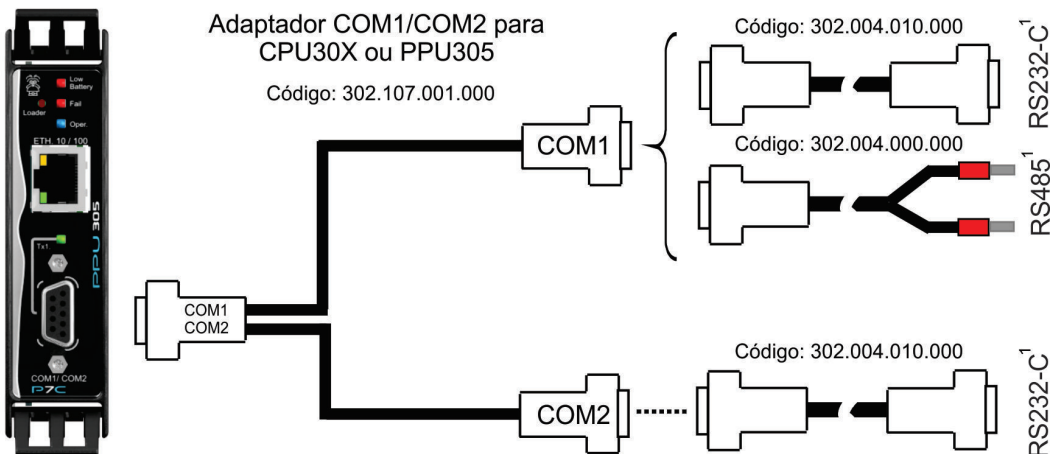 Low
Battery
Fail
Loader
Oper.
ETH. 10 / 100
PPU 305
Tx1.
COM1/ COM2
P7C
Adaptador COM1/COM2 para
CPU30X ou PPU305
Código: 302.107.001.000
COM1
COM2
COM1
Código: 302.004.010.000
RS232-C¹
Código: 302.004.000.000
RS485¹
COM2
Código: 302.004.010.000
RS232-C¹